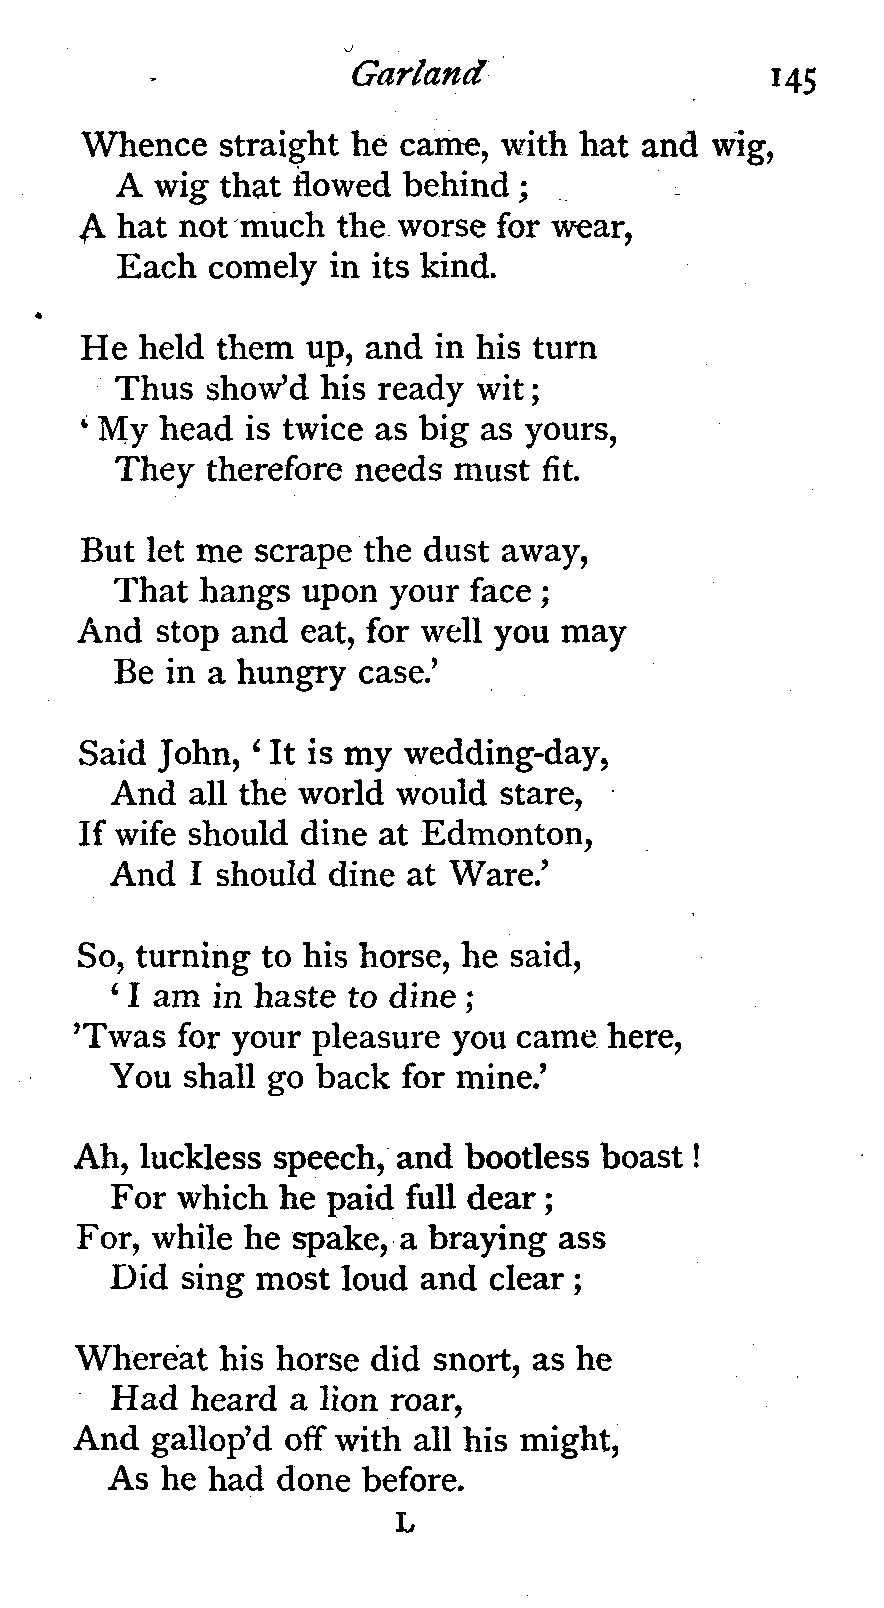 Garland 145
Whence straight he came, with hat and wig,
A wig that flowed behind ;
A hat not much the worse for wear,
Each comely in its kind.
He held them up, and in his turn
Thus show'd his ready wit ;
‘ My head is twice as big as yours,
They therefore needs must fit.
But let me scrape the dust away,
That hangs upon your face ;
And stop and eat, for well you may
Be in a hungry case.’
Said John, ‘ It is my wedding-day,
And all the world would stare,
If wife should dine at Edmonton,
And I should dine at Ware.’
So, turning to his horse, he said,
‘ I am in haste to dine ;
’Twas for your pleasure you came here,
You shall go back for mine.’
Ah, luckless speech, and bootless boast !
For which he paid full dear ;
For, while he spake, a braying ass
Did sing most loud and clear ;
Whereat his horse did snort, as he
Had heard a lion roar,
And gallop'd off with all his might,
As he had done before.
L